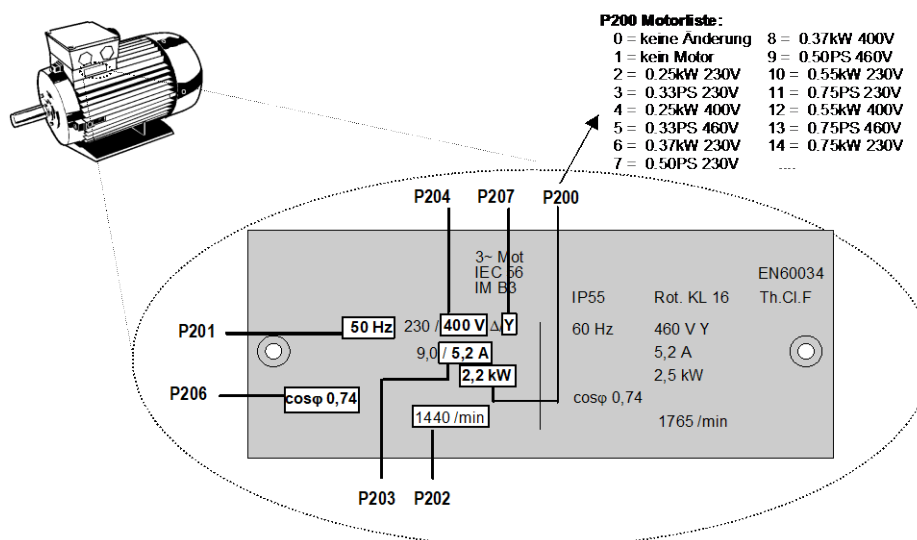 P200 Motorliste:
0 = keine Änderung 8 = 0.37kW 400V
1 = kein Motor 9 = 0.50PS 460V
2 = 0.25kW 230V 10 = 0.55kW 230V
3 = 0.33PS 230V 11 = 0.75PS 230V
4 = 0.25kW 400V 12 = 0.55kW 400V
5 = 0.33PS 460V 13 = 0.75PS 460V
6 = 0.37kW 230V 14 = 0.75kW 230V
7 = 0.50PS 230V ....
P204 P207 P200
3~ Mot
IEC 56
IM B3
EN60034
IP55 Rot. KL 16 Th.Cl.F
P201
50 Hz 230 / 400 V Δ/Y 60 Hz 460 V Y
9,0 / 5,2 A 5,2 A
2,2 kW 2,5 kW
P206
cosφ 0,74 cosφ 0,74
1440 /min 1765 /min
P203 P202